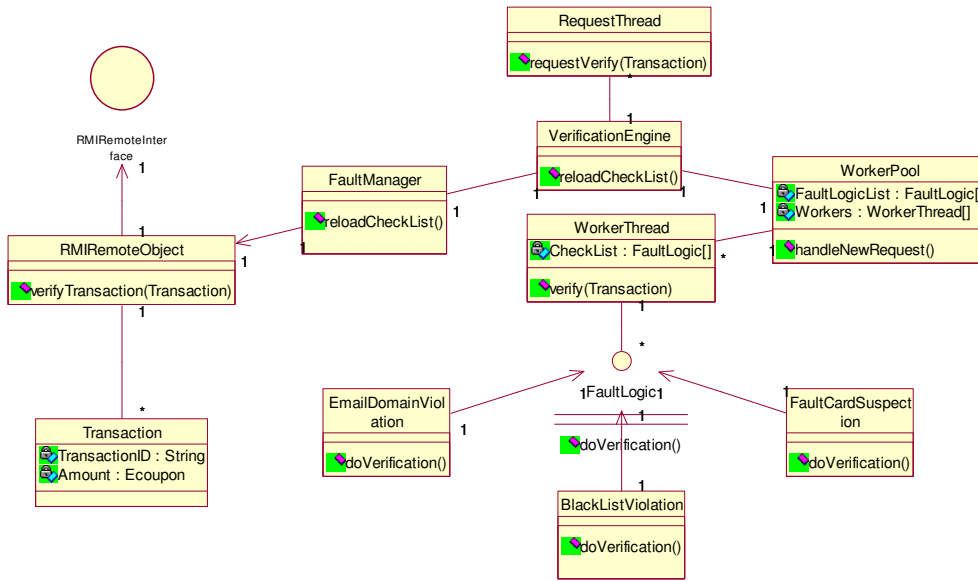 RequestThread
requestVerify(Transaction)
*
1
VerificationEngine
reloadCheckList()
1
1
RMIRemoteInter
face
1
1
FaultManager
reloadCheckList()
1
1
WorkerPool
FaultLogicList : FaultLogic[
Workers : WorkerThread[]
handleNewRequest()
1
1
WorkerThread
CheckList : FaultLogic[]
verify(Transaction)
*
1
RMIRemoteObject
verifyTransaction(Transaction)
1
1
*
FaultLogic
doVerification()
1
1
1
EmailDomainViol
ation
doVerification()
1
FaultCardSuspect
ion
doVerification()
1
*
Transaction
TransactionID : String
Amount : Ecoupon
1
BlackListViolation
doVerification()